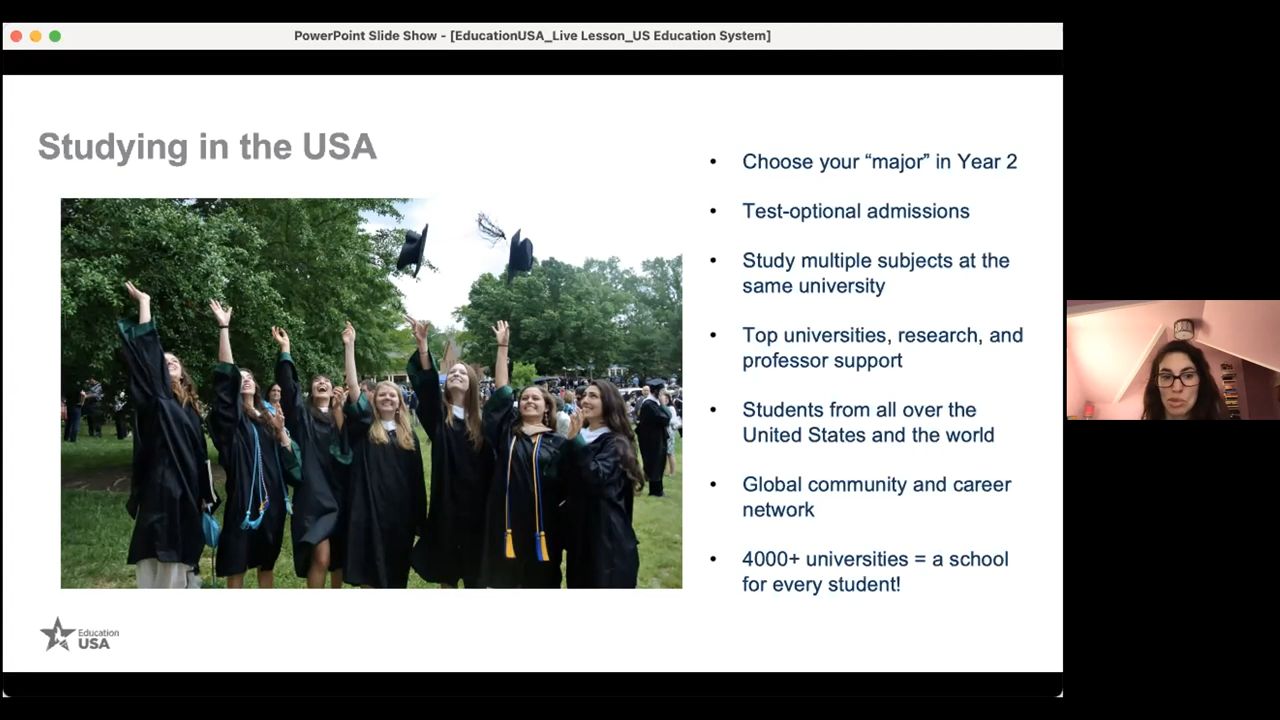 PowerPoint Slide Show - [EducationUSA_Live Lesson_US Education System]
Studying in the USA
• Choose your “major” in Year 2
• Test-optional admissions
• Study multiple subjects at the
same university
• Top universities, research, and
professor support
• Students from all over the
United States and the world
• Global community and career
network
• 4000+ universities = a school
for every student!
Education
USA